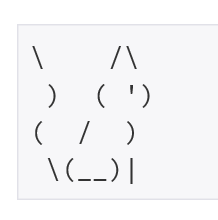 \    /\
 )  ( ')
(  /  )
 \(__)|